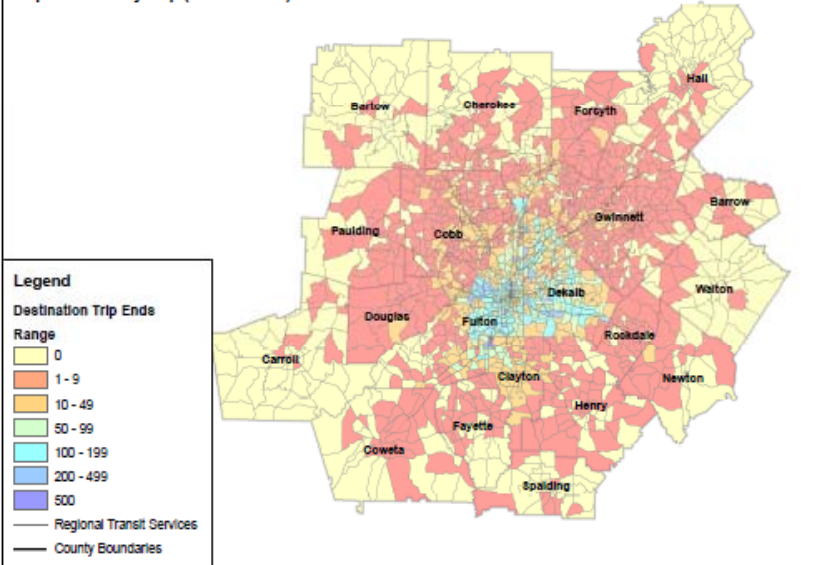 Hall
Bartow
Cherokee
Forsyth
Barrow
Gwinnett
Paulding
Cobb
Walton
Dekalb
Douglas
Fulton
Rockdale
Carroll
Clayton
Newton
Henry
Fayette
Coweta
Spalding
Legend
Destination Trip Ends
Range
0
1 - 9
10 - 49
50 - 99
100 - 199
200 - 499
500
Regional Transit Services
County Boundaries